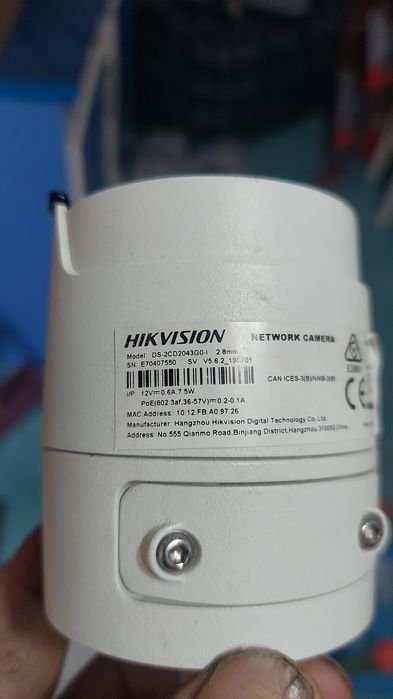 HIKVISION NETWORK CAMERA
Model: DS-2CD2043G0-I 2.8mm
SN: E70407550 SV: V5.6.2_190701
CAN ICES-3(B)/NMB-3(B)
I/P: 12V⎓0.6A,7.5W
PoE(802.3af,36-57V)⎓0.2-0.1A
MAC Address: 10:12:FB:A0:97:26
Manufacturer: Hangzhou Hikvision Digital Technology Co.,Ltd.
Address: No.555 Qianmo Road,Binjiang District,Hangzhou 310052,China
CE